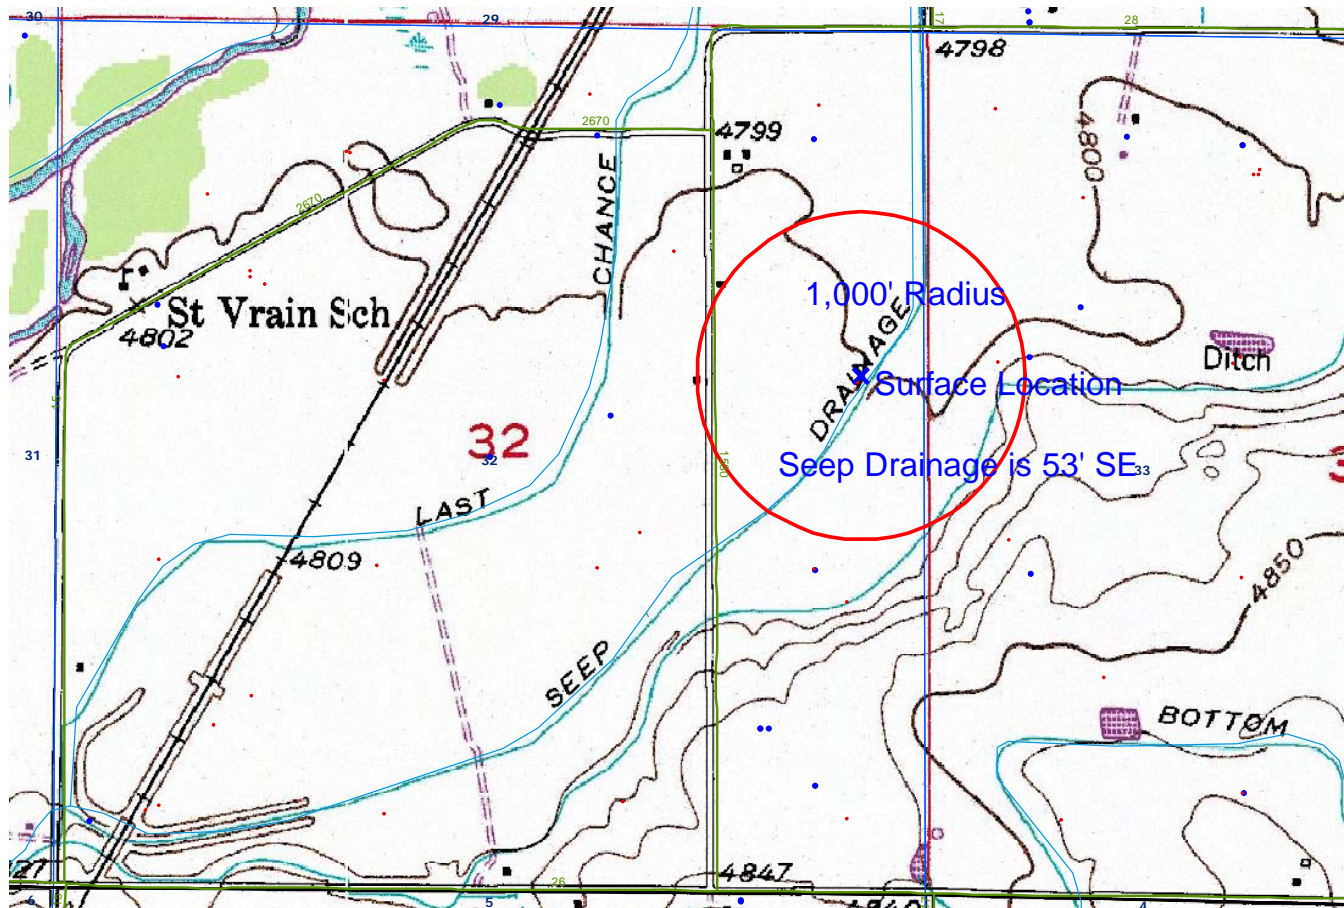 30
29
17
28
4798
2670
4799
4800
CHANCE
2670
St Vrain Sch
4802
1,000' Radius
DRAINAGE
Ditch
Surface Location
15
31
32
32
LAST
Seep Drainage is 53' SE
33
4809
4850
SEEP
BOTTOM
4847
26
6
5
4